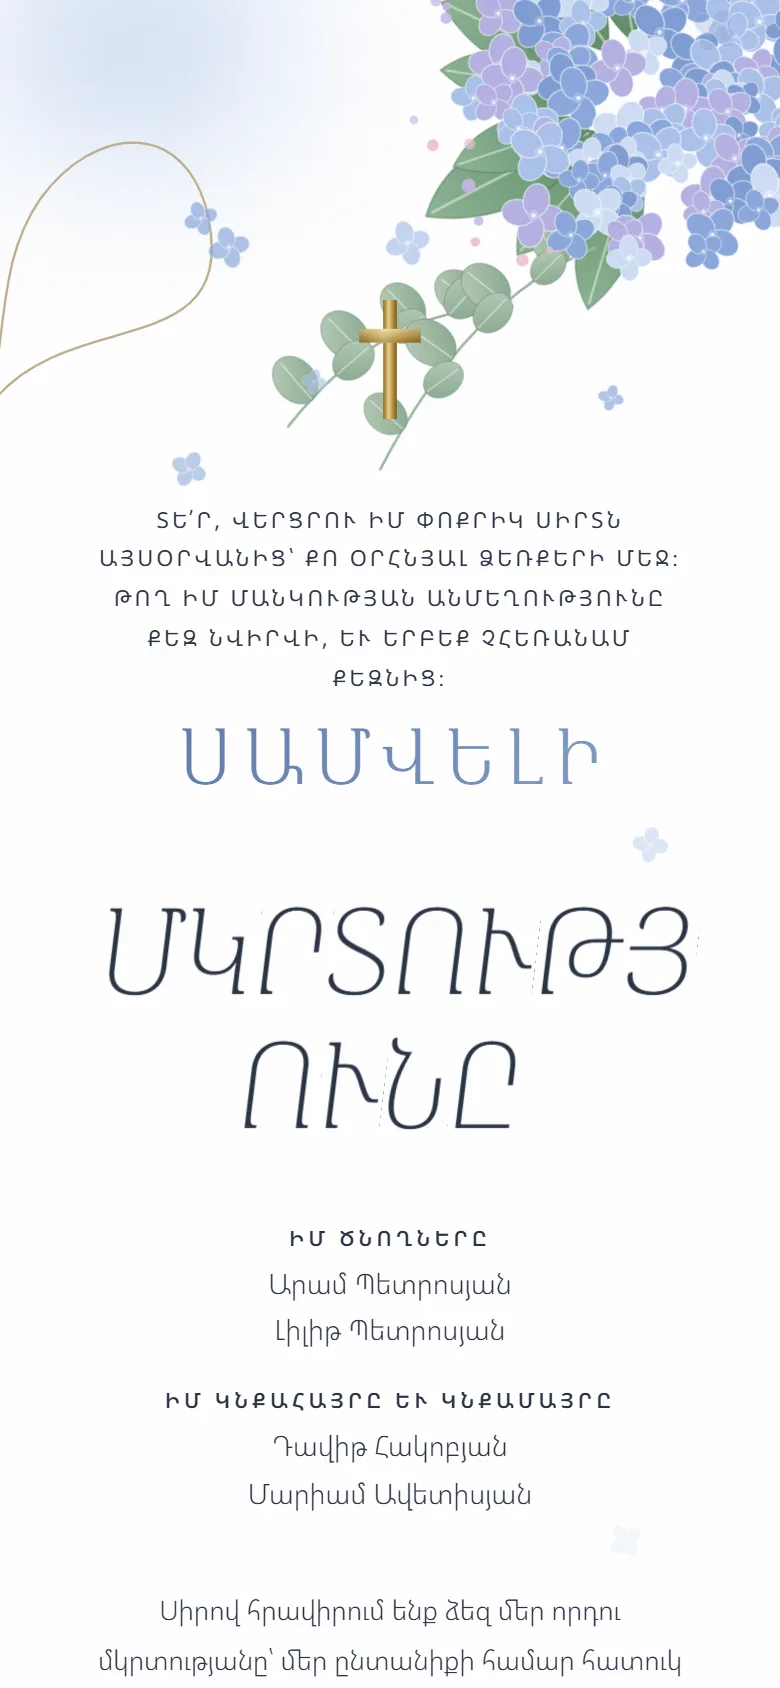 ՏԵ՛Ր, ՎԵՐՑՐՈՒ ԻՄ ՓՈՔՐԻԿ ՍԻՐՏՆ
ԱՅՍՕՐՎԱՆԻՑ՝ ՔՈ ՕՐՀՆՅԱԼ ՁԵՌՔԵՐԻ ՄԵՋ:
ԹՈՂ ԻՄ ՄԱՆԿՈՒԹՅԱՆ ԱՆՄԵՂՈՒԹՅՈՒՆԸ
ՔԵԶ ՆՎԻՐՎԻ, ԵՒ ԵՐԲԵՔ ՉՀԵՌԱՆԱՄ
ՔԵԶՆԻՑ:
ՍԱՄՎԵԼԻ
ՄԿՐՏՈՒԹՅ
ՈՒՆԸ
ԻՄ ԾՆՈՂՆԵՐԸ
Արամ Պետրոսյան
Լիլիթ Պետրոսյան
ԻՄ ԿՆՔԱՀԱՅՐԸ ԵՒ ԿՆՔԱՄԱՅՐԸ
Դավիթ Հակոբյան
Մարիամ Ավետիսյան
Սիրով հրավիրում ենք ձեզ մեր որդու
մկրտությանը՝ մեր ընտանիքի համար հատուկ